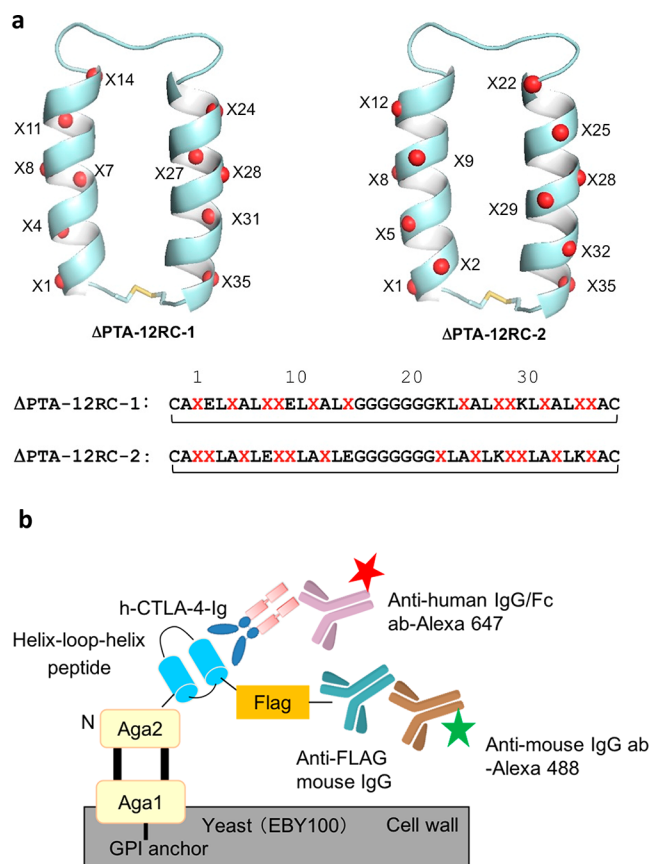 a
X14
X24
X11
X8
X7
X27
X28
X4
X31
X1
X35
ΔPTA-12RC-1
X22
X12
X25
X9
X8
X28
X29
X5
X32
X2
X1
X35
ΔPTA-12RC-2
1 10 20 30
ΔPTA-12RC-1: CAXELXALXXELXALXGGGGGGGKLXALXXKLXALXXAC
ΔPTA-12RC-2: CAXXLAXLEXXLAXLEGGGGGGGXLAXLKXXLAXLKXAC
b
h-CTLA-4-Ig
Anti-human IgG/Fc
ab-Alexa 647
Helix-loop-helix
peptide
Flag
N
Aga2
Anti-FLAG
mouse IgG
Anti-mouse IgG ab
-Alexa 488
Aga1
Yeast (EBY100) Cell wall
GPI anchor